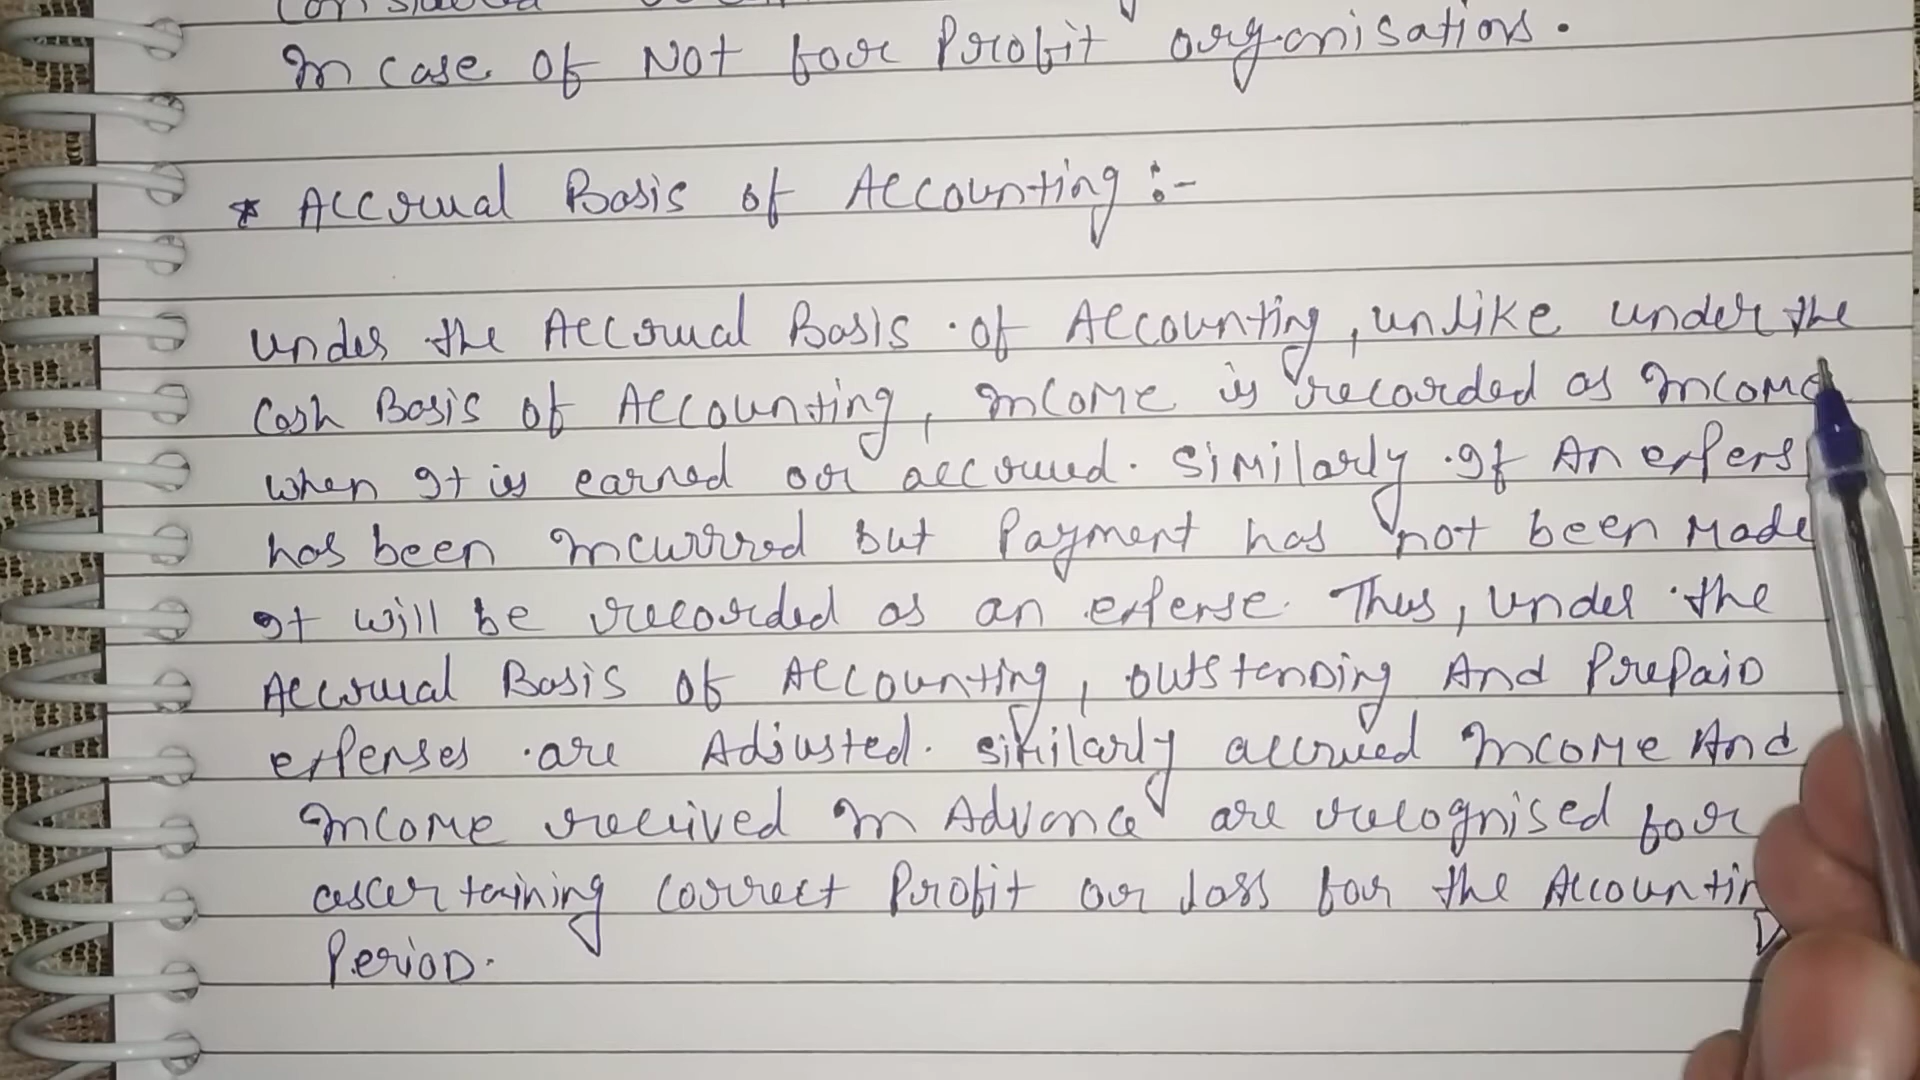 In case of Not for Profit organisations.
* Accrual Basis of Accounting :-
under the Accrual Basis of Accounting, unlike under the
Cash Basis of Accounting, Income is recorded as Income
when It is earned or accrued. Similarly If An expens
has been Incurred but Payment has not been Made
It will be recorded as an expense. Thus, Under the
Accrual Basis of Accounting, outstending And PrepaiD
expenses are Adjusted. similarly accrued Income And
Income received In Advance are recognised for
ascertaining correct Profit or loss for the Accountin
PerioD.